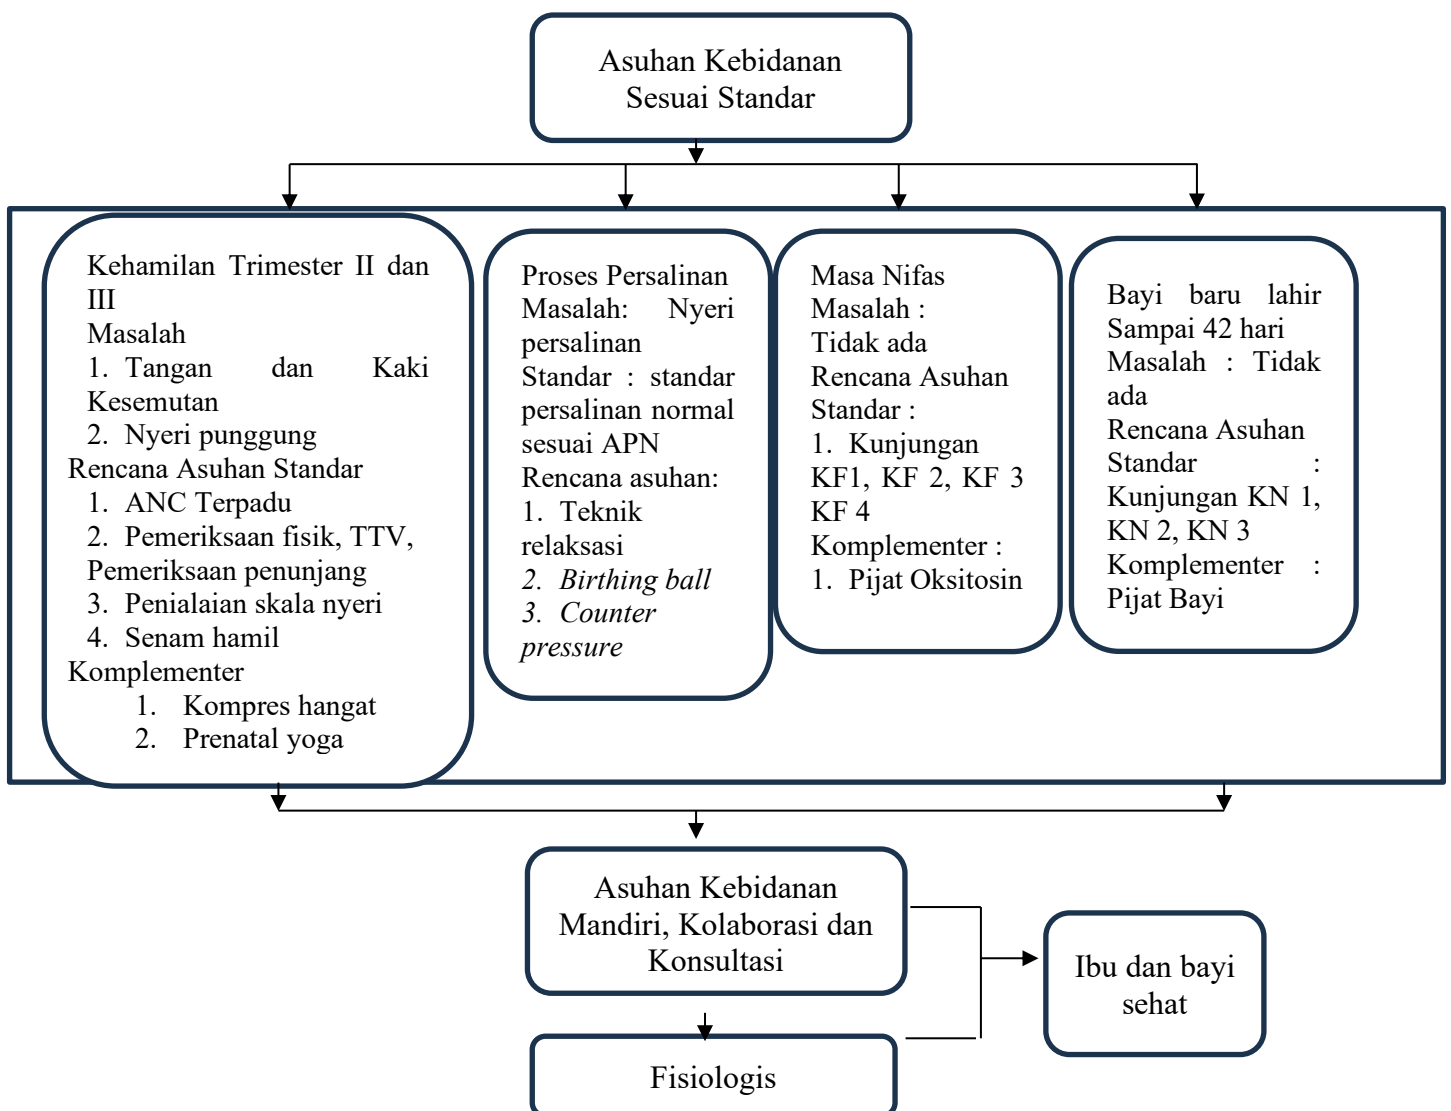 Asuhan Kebidanan
Sesuai Standar
Kehamilan Trimester II dan
III
Masalah
1. Tangan dan Kaki
Kesemutan
2. Nyeri punggung
Rencana Asuhan Standar
1. ANC Terpadu
2. Pemeriksaan fisik, TTV,
Pemeriksaan penunjang
3. Penialaian skala nyeri
4. Senam hamil
Komplementer
1. Kompres hangat
2. Prenatal yoga
Proses Persalinan
Masalah: Nyeri
persalinan
Standar : standar
persalinan normal
sesuai APN
Rencana asuhan:
1. Teknik
relaksasi
2. Birthing ball
3. Counter
pressure
Masa Nifas
Masalah :
Tidak ada
Rencana Asuhan
Standar :
1. Kunjungan
KF1, KF 2, KF 3
KF 4
Komplementer :
1. Pijat Oksitosin
Bayi baru lahir
Sampai 42 hari
Masalah : Tidak
ada
Rencana Asuhan
Standar :
Kunjungan KN 1,
KN 2, KN 3
Komplementer :
Pijat Bayi
Asuhan Kebidanan
Mandiri, Kolaborasi dan
Konsultasi
Ibu dan bayi
sehat
Fisiologis